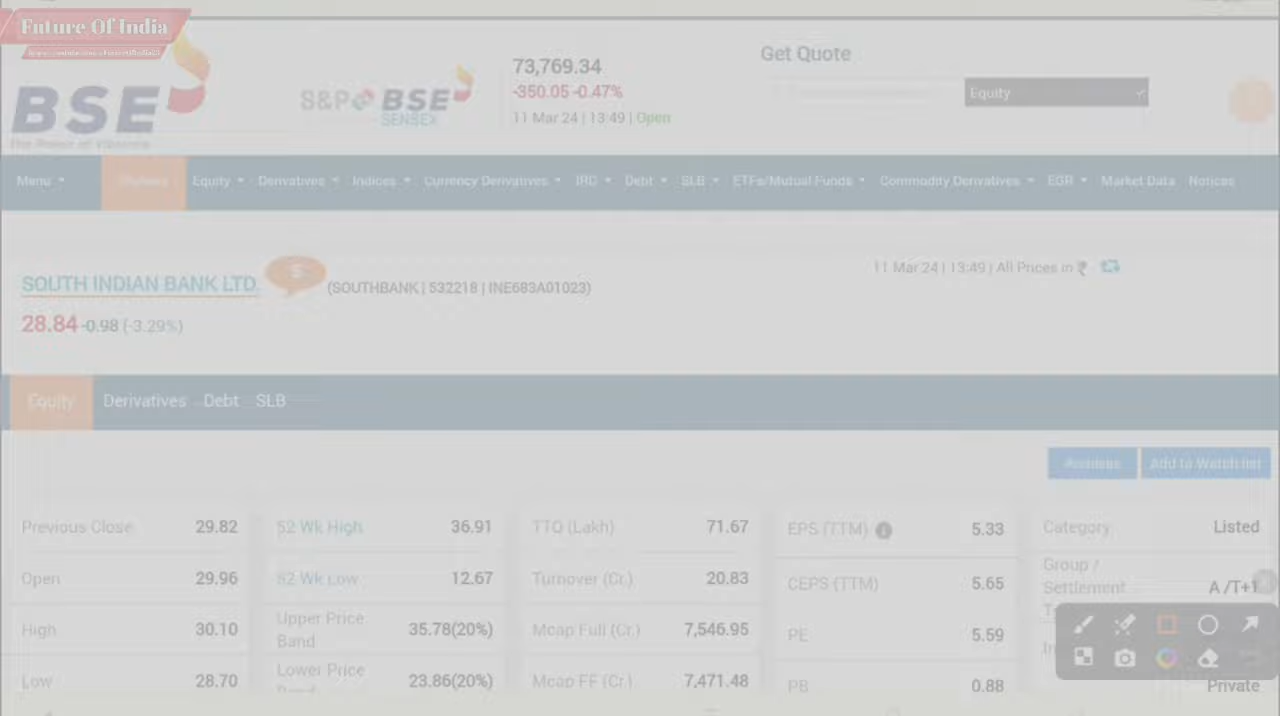 Future Of India
BSE
S&P BSE
SENSEX
73,769.34
-350.05 -0.47%
11 Mar 24 | 13:49 | Open
Get Quote
Equity
Menu Equity Derivatives Indices Currency Derivatives IRD Debt SLB ETFs/Mutual Funds Commodity Derivatives EGR Market Data Notices
SOUTH INDIAN BANK LTD.
$
(SOUTHBANK | 532218 | INE683A01023)
11 Mar 24 | 13:49 | All Prices in ₹
28.84 -0.98 (-3.29%)
Equity Derivatives Debt SLB
Add to Watchlist
Previous Close 29.82
Open 29.96
High 30.10
Low 28.70
52 Wk High 36.91
52 Wk Low 12.67
Upper Price
Band 35.78(20%)
Lower Price
Band 23.86(20%)
TTQ (Lakh) 71.67
Turnover (Cr.) 20.83
Mcap Full (Cr.) 7,546.95
Mcap FF (Cr.) 7,471.48
EPS (TTM) 5.33
CEPS (TTM) 5.65
PE 5.59
PB 0.88
Category Listed
Group /
Settlement A /T+1
Private